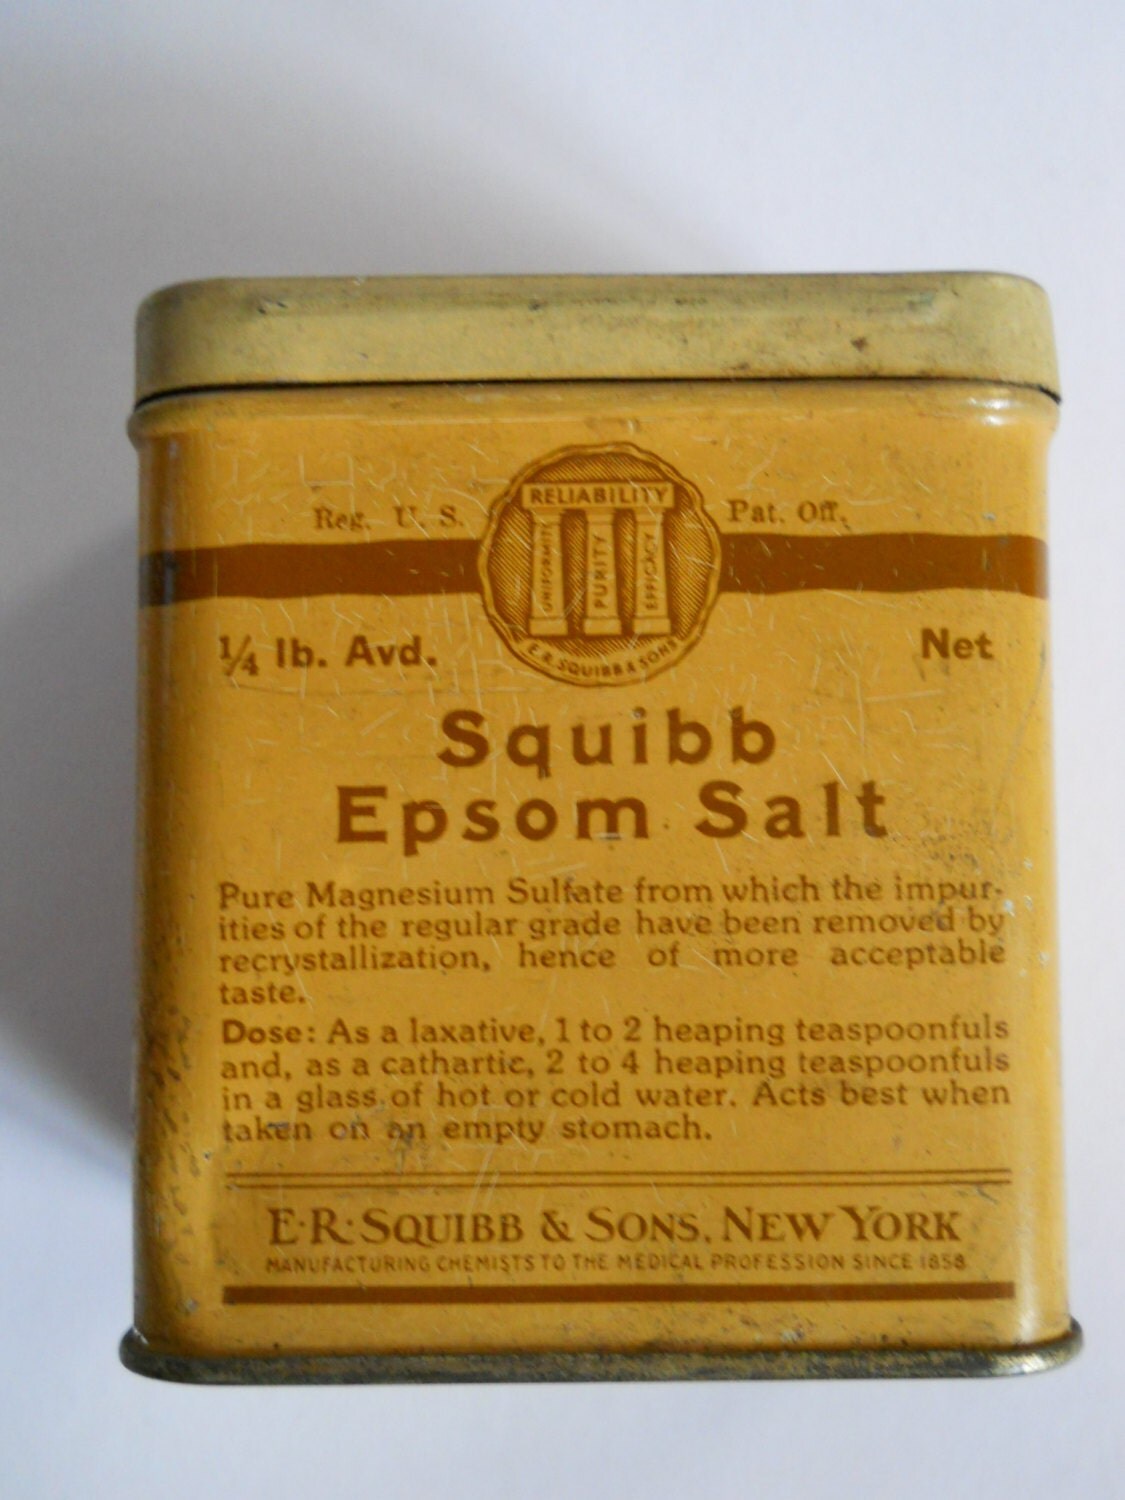 Reg. U. S. Pat. Off.
RELIABILITY
UNIFORMITY
PURITY
EFFICACY
E.R. SQUIBB & SONS
1/4 lb. Avd. Net
Squibb
Epsom Salt
Pure Magnesium Sulfate from which the impur-
ities of the regular grade have been removed by
recrystallization, hence of more acceptable
taste.
Dose: As a laxative, 1 to 2 heaping teaspoonfuls
and, as a cathartic, 2 to 4 heaping teaspoonfuls
in a glass of hot or cold water. Acts best when
taken on an empty stomach.
E·R·SQUIBB & SONS, NEW YORK
MANUFACTURING CHEMISTS TO THE MEDICAL PROFESSION SINCE 1858